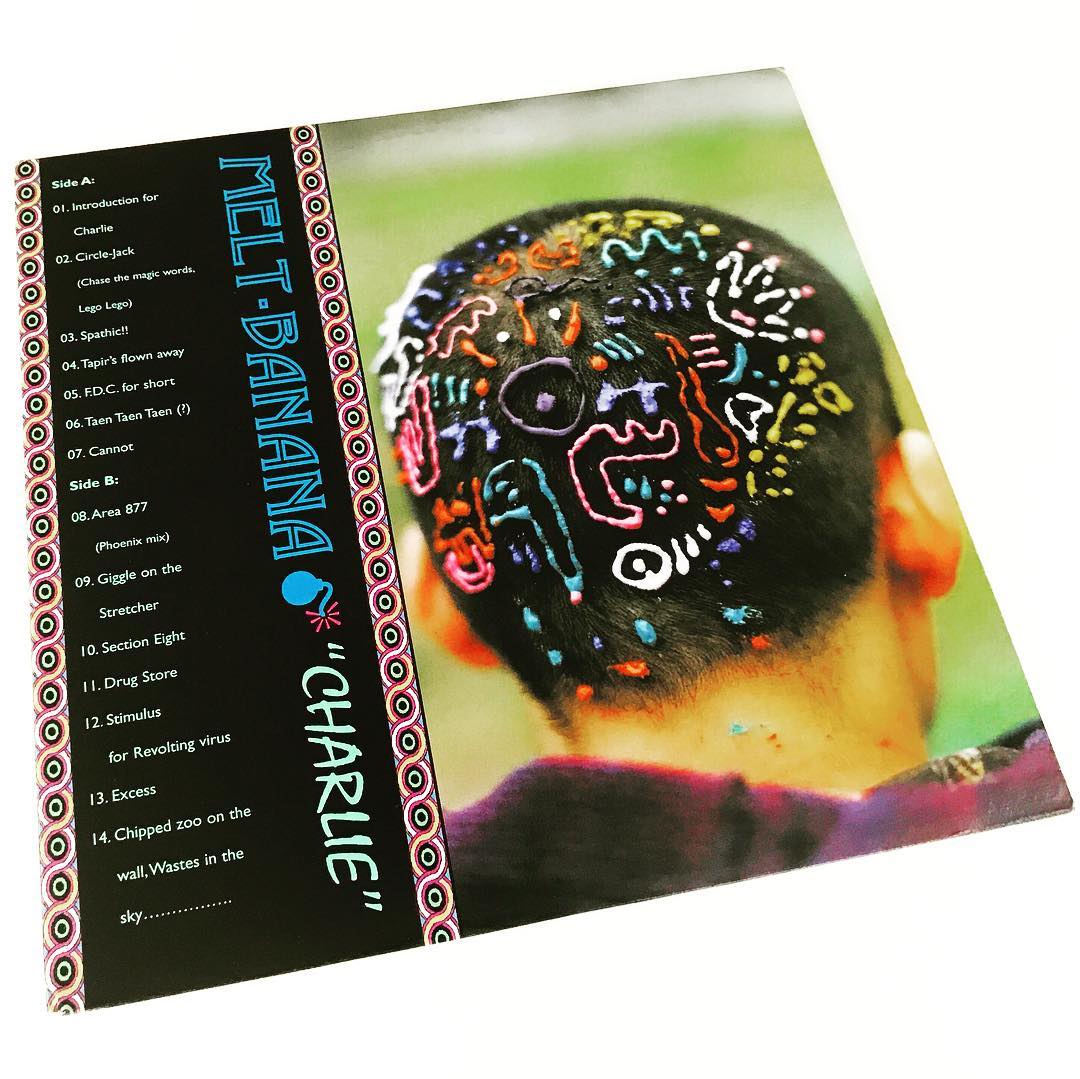 Side A:
01. Introduction for
Charlie
02. Circle-Jack
(Chase the magic words,
Lego Lego)
03. Spathic!!
04. Tapir's flown away
05. F.D.C. for short
06. Taen Taen Taen (?)
07. Cannot
Side B:
08. Area 877
(Phoenix mix)
09. Giggle on the
Stretcher
10. Section Eight
11. Drug Store
12. Stimulus
for Revolting virus
13. Excess
14. Chipped zoo on the
wall, Wastes in the
sky................
MELT-BANANA "CHARLIE"